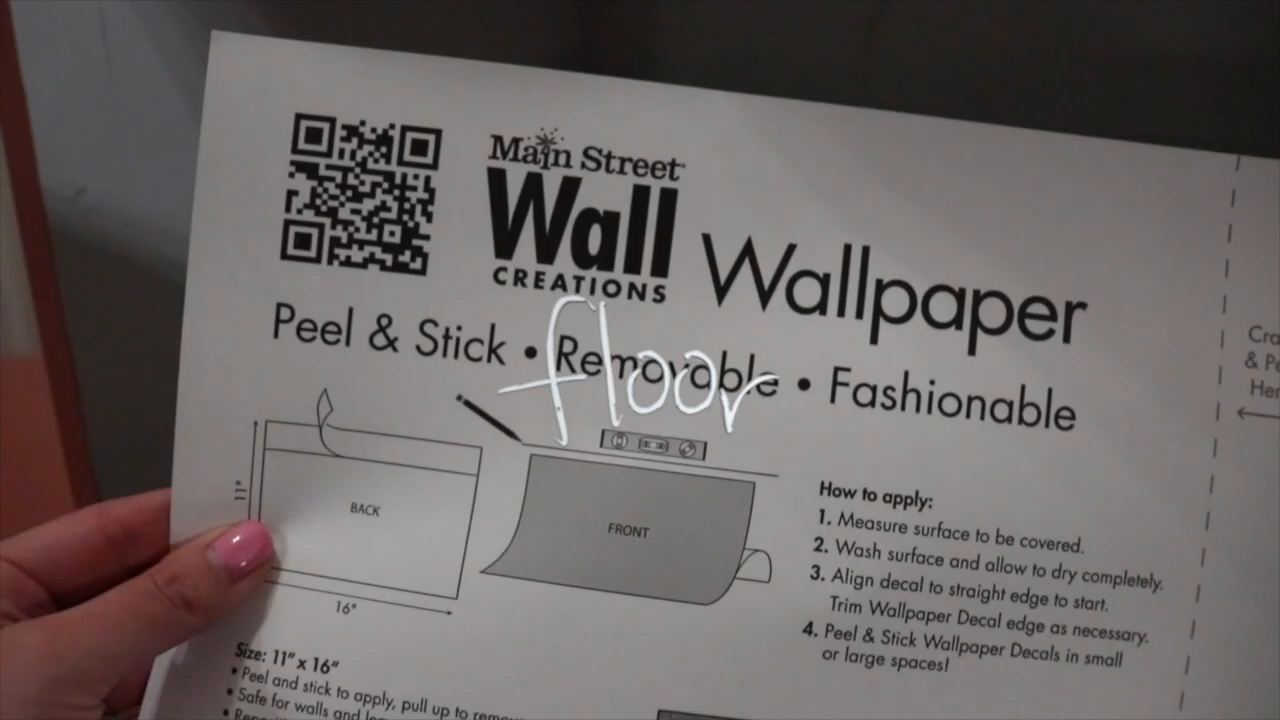 Main Street
Wall
CREATIONS
Wallpaper
floor
Peel & Stick • Removable • Fashionable
BACK
11"
16"
FRONT
How to apply:
1. Measure surface to be covered.
2. Wash surface and allow to dry completely.
3. Align decal to straight edge to start.
Trim Wallpaper Decal edge as necessary.
4. Peel & Stick Wallpaper Decals in small
or large spaces!
Size: 11" x 16"
• Peel and stick to apply, pull up to
• Safe for walls and